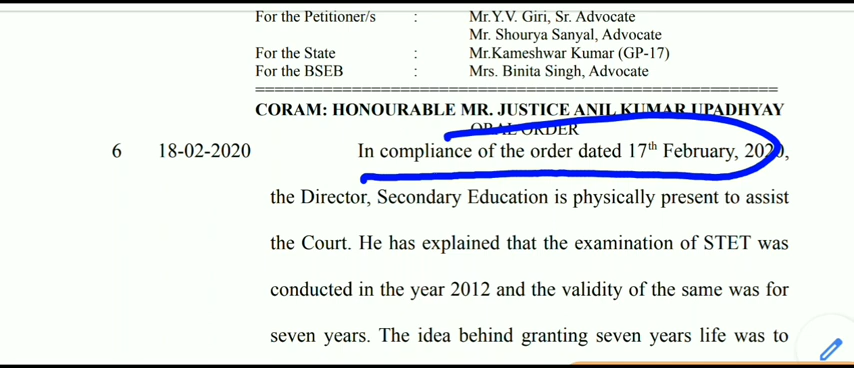 For the Petitioner/s : Mr.Y.V. Giri, Sr. Advocate
Mr. Shourya Sanyal, Advocate
For the State : Mr.Kameshwar Kumar (GP-17)
For the BSEB : Mrs. Binita Singh, Advocate
==================================================
CORAM: HONOURABLE MR. JUSTICE ANIL KUMAR UPADHYAY
ORAL ORDER
6 18-02-2020 In compliance of the order dated 17th February, 2020,
the Director, Secondary Education is physically present to assist
the Court. He has explained that the examination of STET was
conducted in the year 2012 and the validity of the same was for
seven years. The idea behind granting seven years life was to